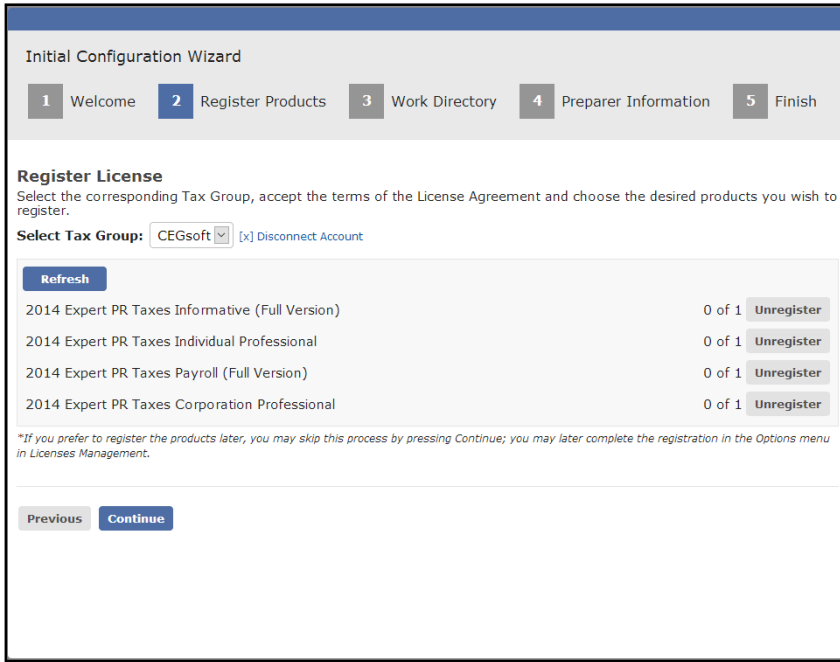 Initial Configuration Wizard
1 Welcome 2 Register Products 3 Work Directory 4 Preparer Information 5 Finish
Register License
Select the corresponding Tax Group, accept the terms of the License Agreement and choose the desired products you wish to
register.
Select Tax Group: CEGsoft [x] Disconnect Account
Refresh
2014 Expert PR Taxes Informative (Full Version) 0 of 1 Unregister
2014 Expert PR Taxes Individual Professional 0 of 1 Unregister
2014 Expert PR Taxes Payroll (Full Version) 0 of 1 Unregister
2014 Expert PR Taxes Corporation Professional 0 of 1 Unregister
*If you prefer to register the products later, you may skip this process by pressing Continue; you may later complete the registration in the Options menu
in Licenses Management.
Previous Continue